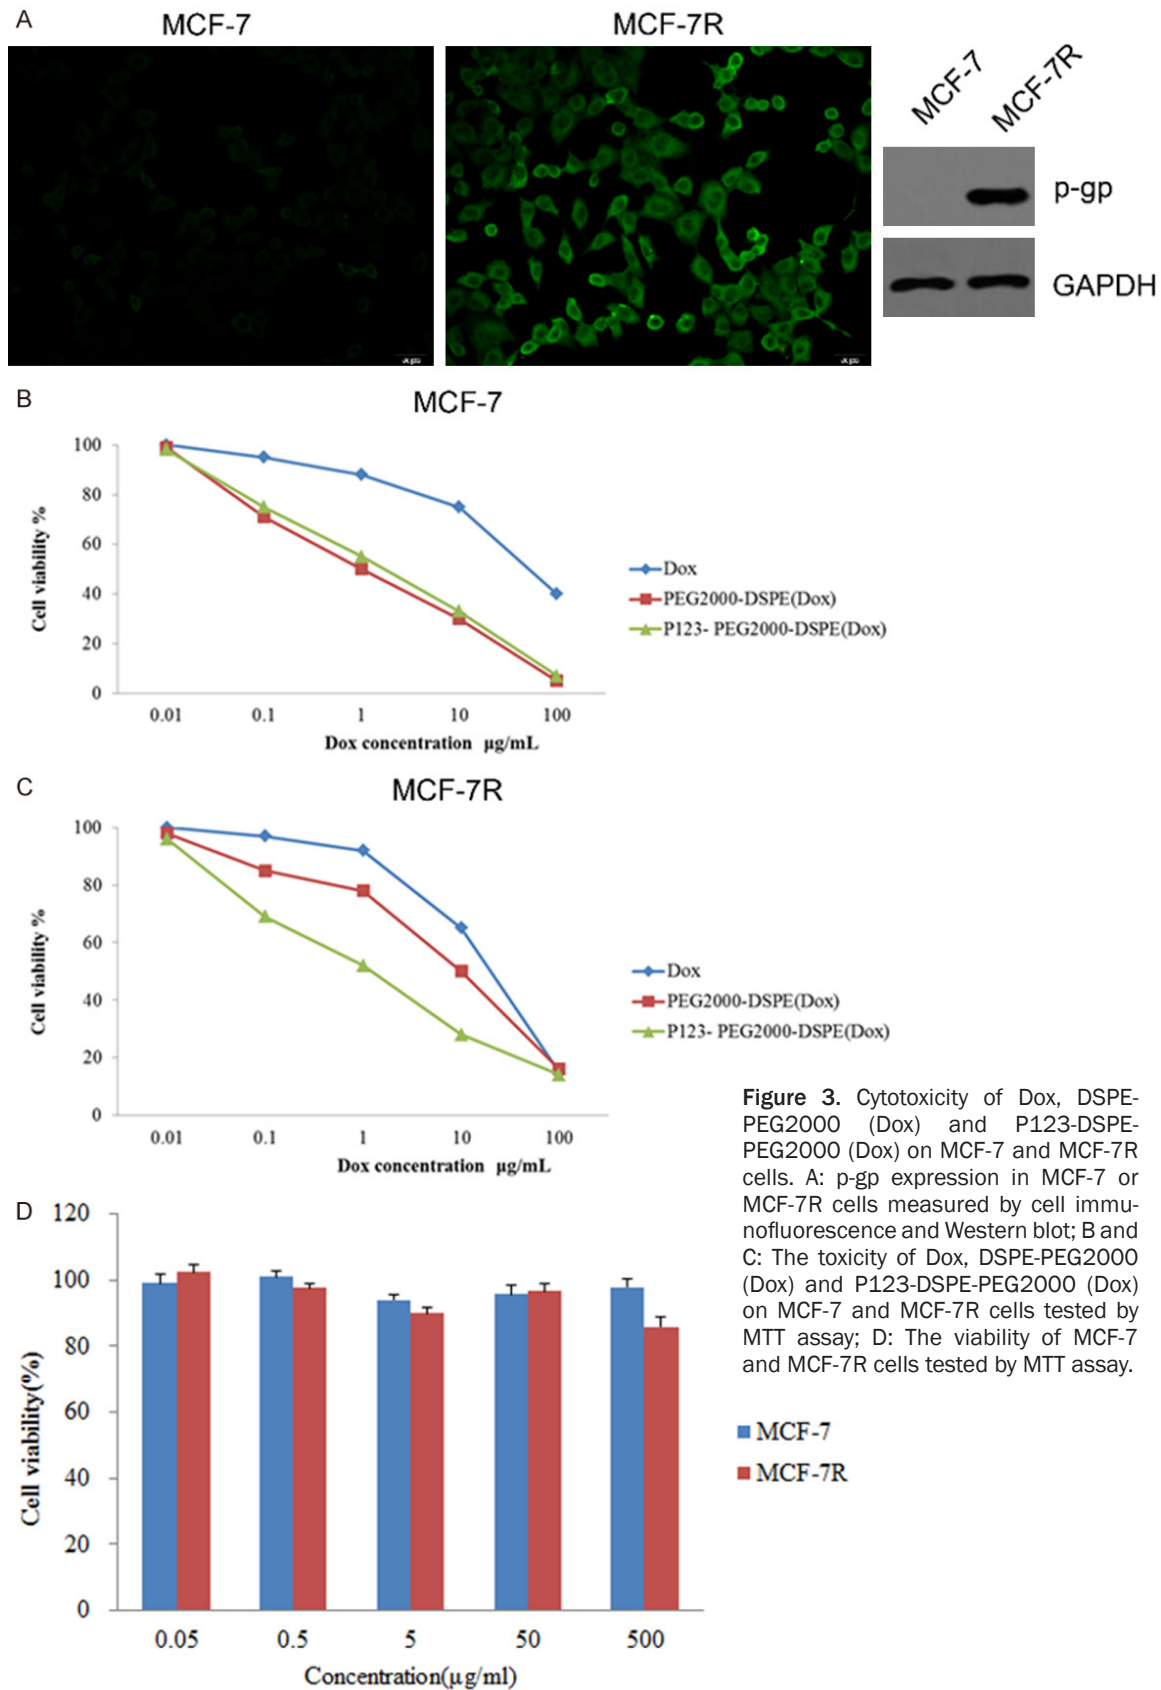 A
MCF-7
MCF-7R
MCF-7
MCF-7R
p-gp
GAPDH
B
MCF-7
100
80
60
40
20
0
Cell viability %
0.01 0.1 1 10 100
Dox concentration µg/mL
Dox
PEG2000-DSPE(Dox)
P123- PEG2000-DSPE(Dox)
C
MCF-7R
100
80
60
40
20
0
Cell viability %
0.01 0.1 1 10 100
Dox concentration µg/mL
Dox
PEG2000-DSPE(Dox)
P123- PEG2000-DSPE(Dox)
Figure 3. Cytotoxicity of Dox, DSPE-
PEG2000 (Dox) and P123-DSPE-
PEG2000 (Dox) on MCF-7 and MCF-7R
cells. A: p-gp expression in MCF-7 or
MCF-7R cells measured by cell immu-
nofluorescence and Western blot; B and
C: The toxicity of Dox, DSPE-PEG2000
(Dox) and P123-DSPE-PEG2000 (Dox)
on MCF-7 and MCF-7R cells tested by
MTT assay; D: The viability of MCF-7
and MCF-7R cells tested by MTT assay.
D
120
100
80
60
40
20
0
Cell viability(%)
0.05 0.5 5 50 500
Concentration(µg/ml)
MCF-7
MCF-7R